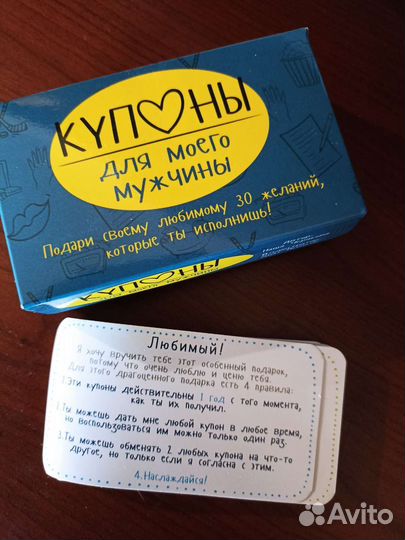 КУПОНЫ
для моего
мужчины
Подари своему любимому 30 желаний,
которые ты исполнишь!
КУПОНЫ
Любимый!
Я хочу вручить тебе этот особенный подарок,
потому что очень люблю и ценю тебя.
Для этого драгоценного подарка есть 4 правила:
1.Эти купоны действительны 1 год с того момента,
как ты их получил.
2.Ты можешь дать мне любой купон в любое время,
но воспользоваться им можно только один раз.
3.Ты можешь обменять 2 любых купона на что-то
другое, но только если я согласна с этим.
4.Наслаждайся!
Avito